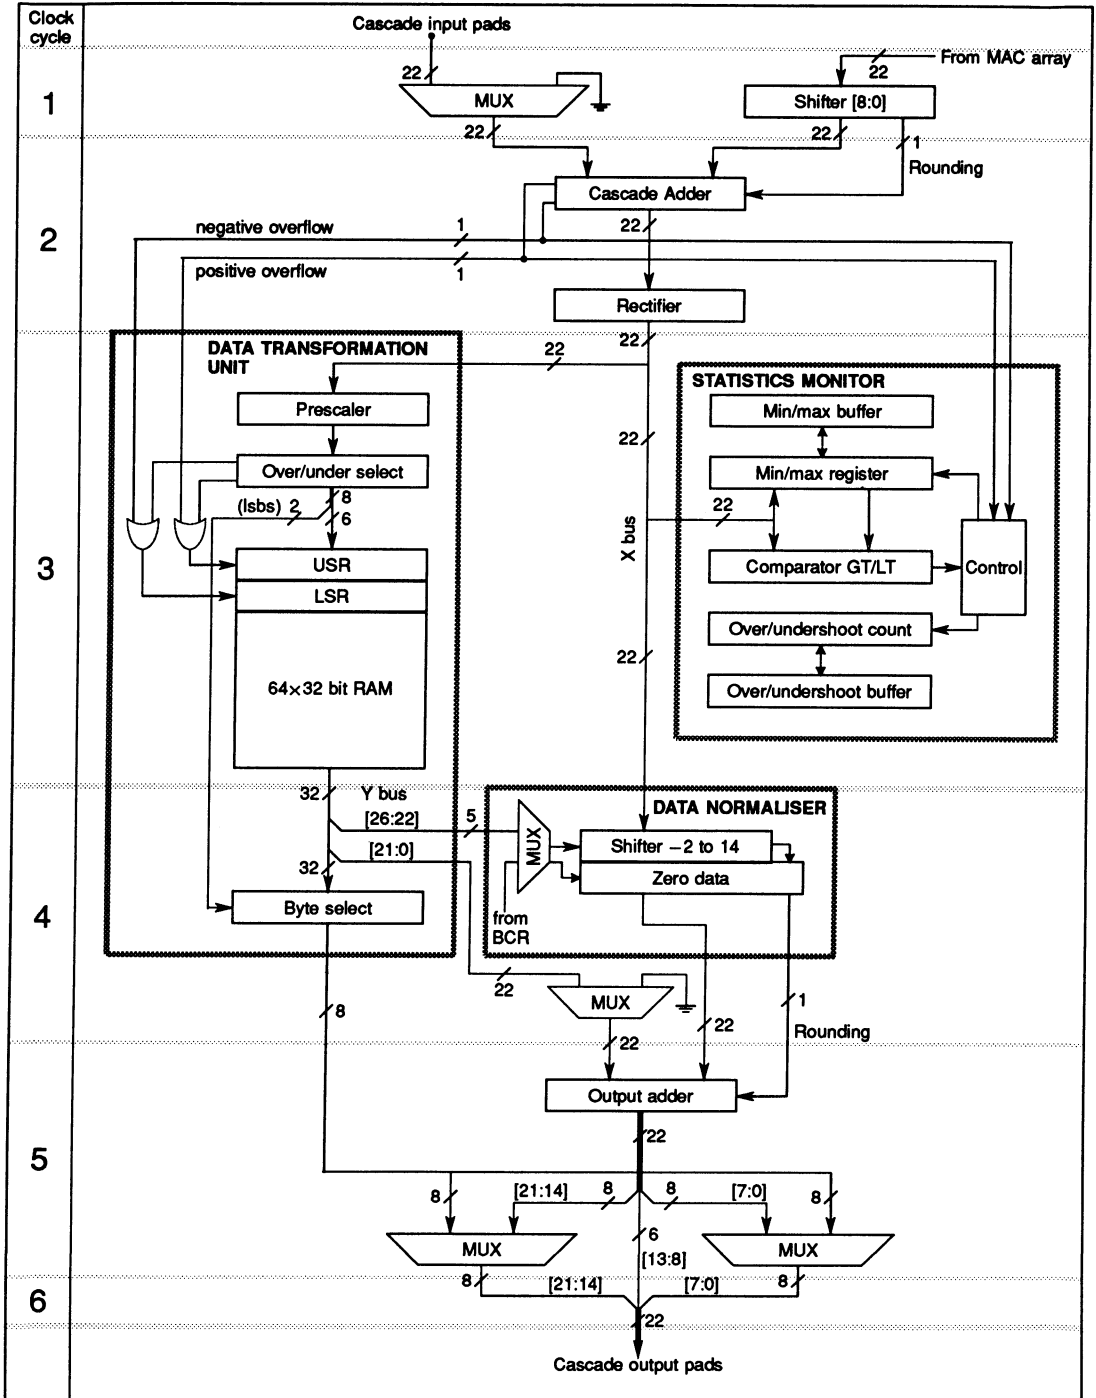 Clock
cycle
Cascade input pads
22
From MAC array
22
1
MUX
Shifter [8:0]
22
22
1
Rounding
Cascade Adder
2
negative overflow
1
22
positive overflow
1
Rectifier
22
DATA TRANSFORMATION
UNIT
22
STATISTICS MONITOR
Prescaler
Min/max buffer
22
Over/under select
Min/max register
(lsbs)
2
8
6
22
X bus
3
USR
Comparator GT/LT
Control
LSR
Over/undershoot count
22
64×32 bit RAM
Over/undershoot buffer
32
Y bus
DATA NORMALISER
[26:22]
5
MUX
Shifter −2 to 14
[21:0]
32
Zero data
4
Byte select
from
BCR
22
MUX
8
1
22
Rounding
22
Output adder
22
5
8
[21:14]
8
8
[7:0]
8
MUX
6
MUX
[13:8]
8
[21:14]
[7:0]
8
6
22
Cascade output pads